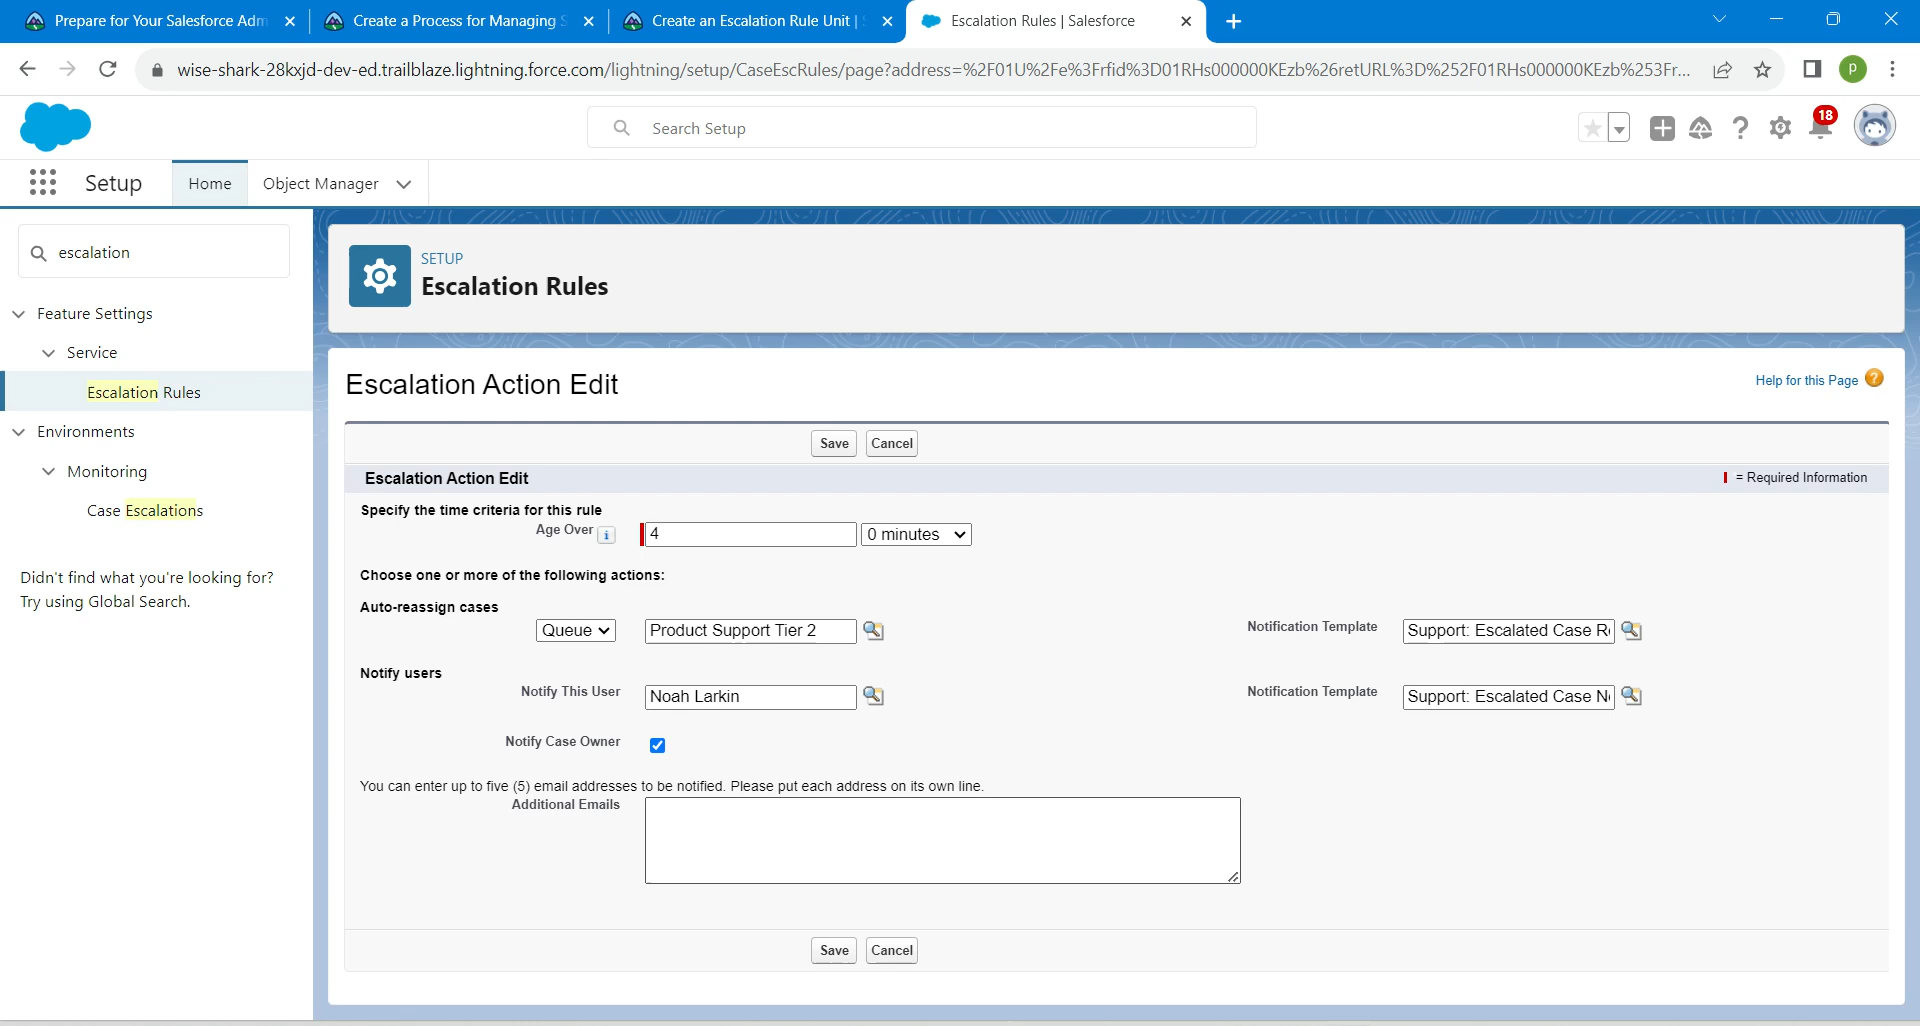 Prepare for Your Salesforce Adm
Create a Process for Managing S
Create an Escalation Rule Unit | S
Escalation Rules | Salesforce
wise-shark-28kxjd-dev-ed.trailblaze.lightning.force.com/lightning/setup/CaseEscRules/page?address=%2F01U%2Fe%3Frfid%3D01RHs000000KEzb%26retURL%3D%252F01RHs000000KEzb%253Fr...
P
Search Setup
18
Setup
Home
Object Manager
escalation
Feature Settings
Service
Escalation Rules
Environments
Monitoring
Case Escalations
Didn't find what you're looking for?
Try using Global Search.
SETUP
Escalation Rules
Escalation Action Edit
Help for this Page ?
Save Cancel
Escalation Action Edit
= Required Information
Specify the time criteria for this rule
Age Over i 4 0 minutes
Choose one or more of the following actions:
Auto-reassign cases
Queue Product Support Tier 2
Notification Template Support: Escalated Case R
Notify users
Notify This User Noah Larkin
Notification Template Support: Escalated Case N
Notify Case Owner
You can enter up to five (5) email addresses to be notified. Please put each address on its own line.
Additional Emails
Save Cancel